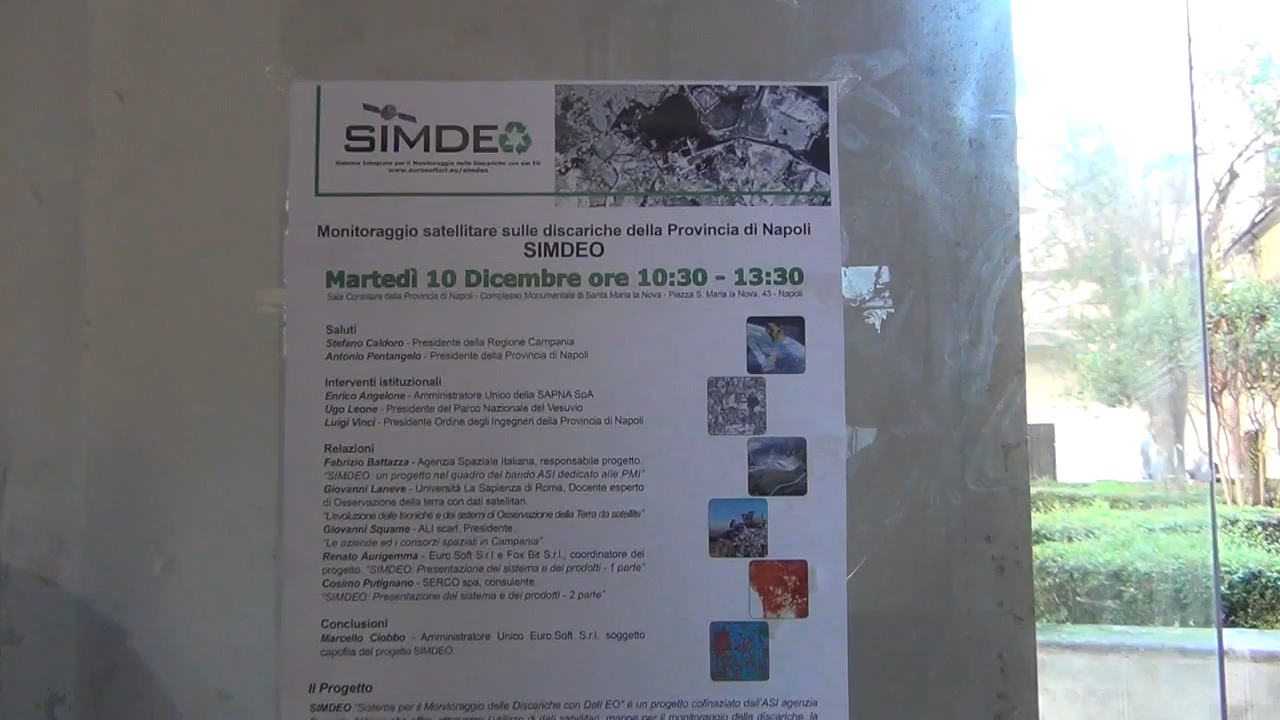 SIMDEO
Sistema Integrato per il Monitoraggio delle Discariche con dati EO
www.eurosoftsrl.eu/simdeo
Monitoraggio satellitare sulle discariche della Provincia di Napoli
SIMDEO
Martedì 10 Dicembre ore 10:30 - 13:30
Sala Consiliare della Provincia di Napoli - Complesso Monumentale di Santa Maria la Nova - Piazza S. Maria la Nova, 43 - Napoli
Saluti
Stefano Caldoro - Presidente della Regione Campania
Antonio Pentangelo - Presidente della Provincia di Napoli
Interventi istituzionali
Enrico Angelone - Amministratore Unico della SAPNA SpA
Ugo Leone - Presidente del Parco Nazionale del Vesuvio
Luigi Vinci - Presidente Ordine degli Ingegneri della Provincia di Napoli
Relazioni
Fabrizio Battazza - Agenzia Spaziale Italiana, responsabile progetto.
"SIMDEO: un progetto nel quadro del bando ASI dedicato alle PMI"
Giovanni Laneve - Università La Sapienza di Roma. Docente esperto
di Osservazione della terra con dati satellitari.
"L'evoluzione delle tecniche e dei sistemi di Osservazione della Terra da satellite"
Giovanni Squame - ALI scarl. Presidente.
"Le aziende ed i consorzi spaziali in Campania"
Renato Aurigemma - Euro.Soft S.r.l e Fox Bit S.r.l., coordinatore del
progetto. "SIMDEO: Presentazione del sistema e dei prodotti - 1 parte"
Cosimo Putignano - SERCO spa, consulente.
"SIMDEO: Presentazione del sistema e dei prodotti - 2 parte"
Conclusioni
Marcello Ciobbo - Amministratore Unico Euro.Soft S.r.l. soggetto
capofila del progetto SIMDEO.
Il Progetto
SIMDEO "Sistema per il Monitoraggio delle Discariche con Dati EO" è un progetto cofinaziato dall'ASI agenzia